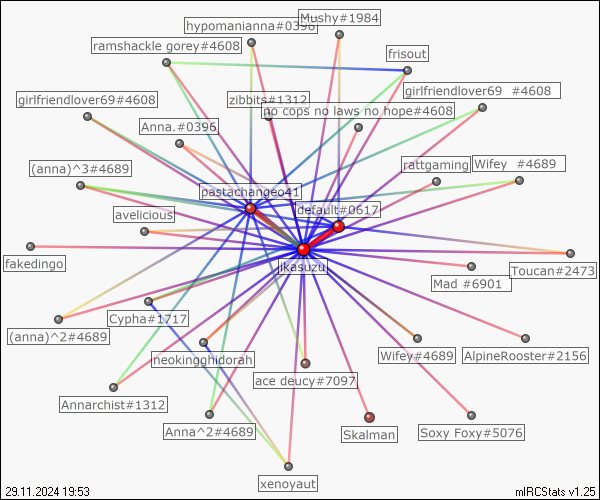 hypomanianna#0396
Mushy#1984
ramshackle gorey#4608
frisout
girlfriendlover69#4608
zibbits#1312
girlfriendlover69 #4608
no cops no laws no hope#4608
Anna.#0396
(anna)^3#4689
rattgaming
Wifey #4689
pastachangeo41
avelicious
default#0617
fakedingo
jkasuzu
Toucan#2473
Mad #6901
Cypha#1717
(anna)^2#4689
neokingghidorah
Wifey#4689
AlpineRooster#2156
ace deucy#7097
Annarchist#1312
Anna^2#4689
Skalman
Soxy Foxy#5076
xenoyaut
29.11.2024 19:53
mIRCStats v1.25